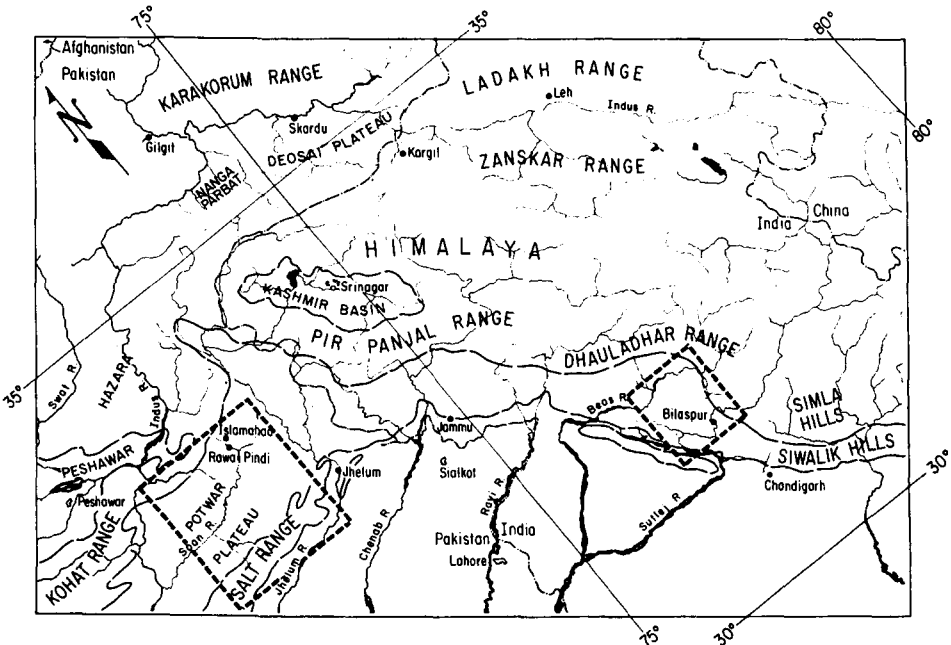 75°
35°
80°
Afghanistan
Pakistan
KARAKORUM RANGE
LADAKH RANGE
Leh
Indus R.
N
Skardu
80°
Gilgit
DEOSAI PLATEAU
Kargil
ZANSKAR RANGE
NANGA
PARBAT
India
China
HIMALAYA
Srinagar
KASHMIR BASIN
PIR PANJAL RANGE
DHAULADHAR RANGE
35°
Swat R.
HAZARA
Indus R.
Beas R.
Bilaspur
SIMLA
HILLS
Islamabad
Jammu
Rawal Pindi
SIWALIK HILLS
PESHAWAR
Jhelum
Sialkot
Chandigarh
30°
Peshawar
POTWAR
PLATEAU
Soan R.
Chenab R.
Ravi R.
Sutlej R.
Pakistan
India
Lahore
KOHAT RANGE
SALT RANGE
Jhelum R.
75°
30°